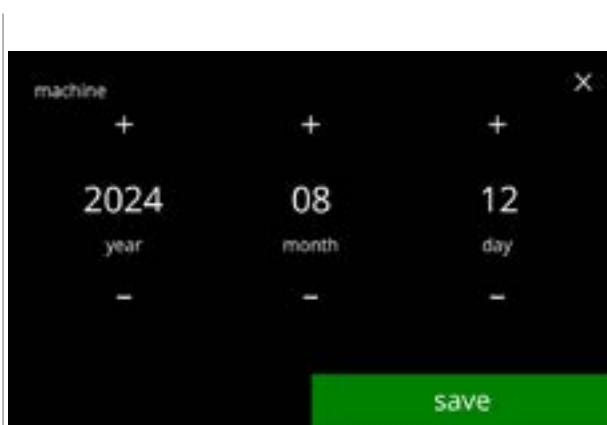 machine
×
+ + +
2024 08 12
year month day
- - -
save